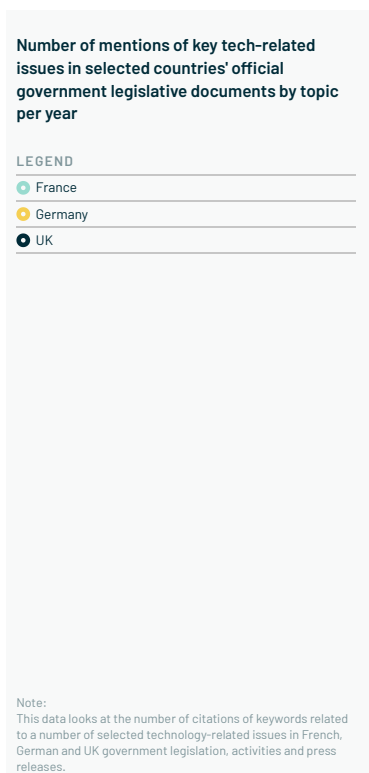 Number of mentions of key tech-related
issues in selected countries' official
government legislative documents by topic
per year
LEGEND
France
Germany
UK
Note:
This data looks at the number of citations of keywords related
to a number of selected technology-related issues in French,
German and UK government legislation, activities and press
releases.